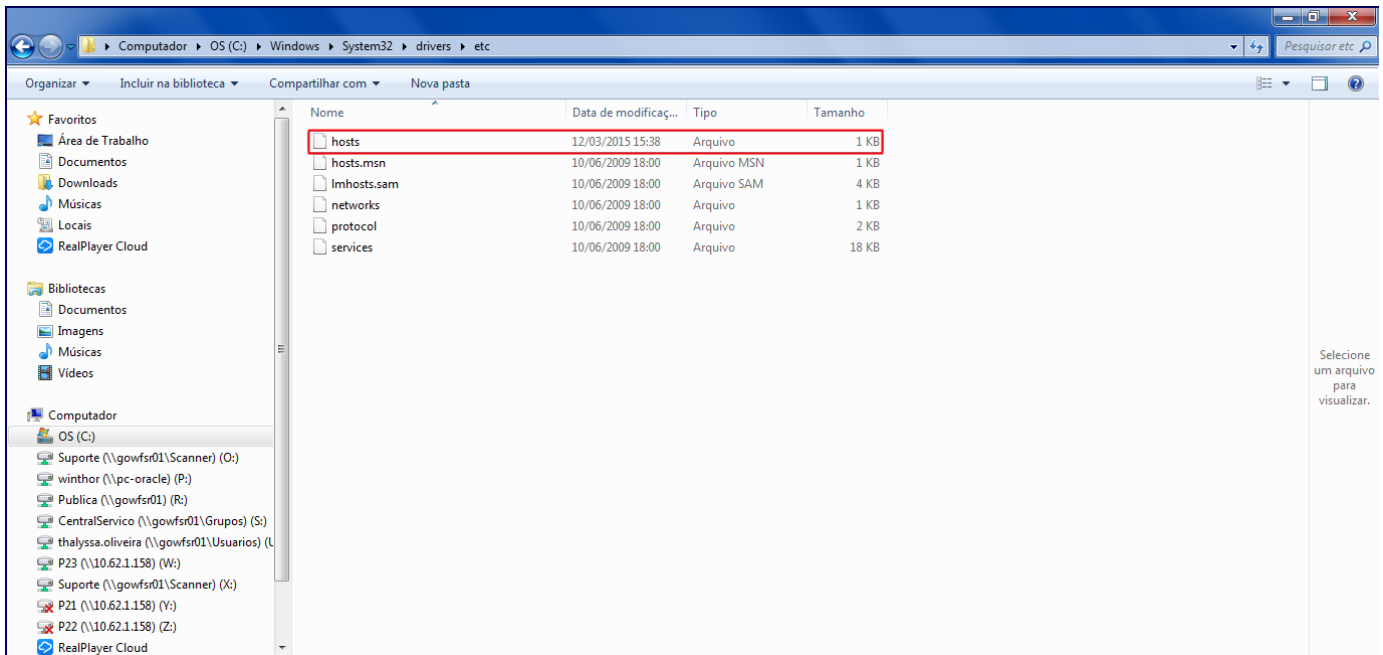 Computador ▸ OS (C:) ▸ Windows ▸ System32 ▸ drivers ▸ etc
Pesquisar etc
Organizar Incluir na biblioteca Compartilhar com Nova pasta
Favoritos
Área de Trabalho
Documentos
Downloads
Músicas
Locais
RealPlayer Cloud
Bibliotecas
Documentos
Imagens
Músicas
Vídeos
Computador
OS (C:)
Suporte (\\gowfsr01\Scanner) (O:)
winthor (\\pc-oracle) (P:)
Publica (\\gowfsr01) (R:)
CentralServico (\\gowfsr01\Grupos) (S:)
thalyssa.oliveira (\\gowfsr01\Usuarios) (U
P23 (\\10.62.1.158) (W:)
Suporte (\\gowfsr01\Scanner) (X:)
P21 (\\10.62.1.158) (Y:)
P22 (\\10.62.1.158) (Z:)
RealPlayer Cloud
Nome Data de modificaç... Tipo Tamanho
hosts 12/03/2015 15:38 Arquivo 1 KB
hosts.msn 10/06/2009 18:00 Arquivo MSN 1 KB
lmhosts.sam 10/06/2009 18:00 Arquivo SAM 4 KB
networks 10/06/2009 18:00 Arquivo 1 KB
protocol 10/06/2009 18:00 Arquivo 2 KB
services 10/06/2009 18:00 Arquivo 18 KB
Selecione
um arquivo
para
visualizar.